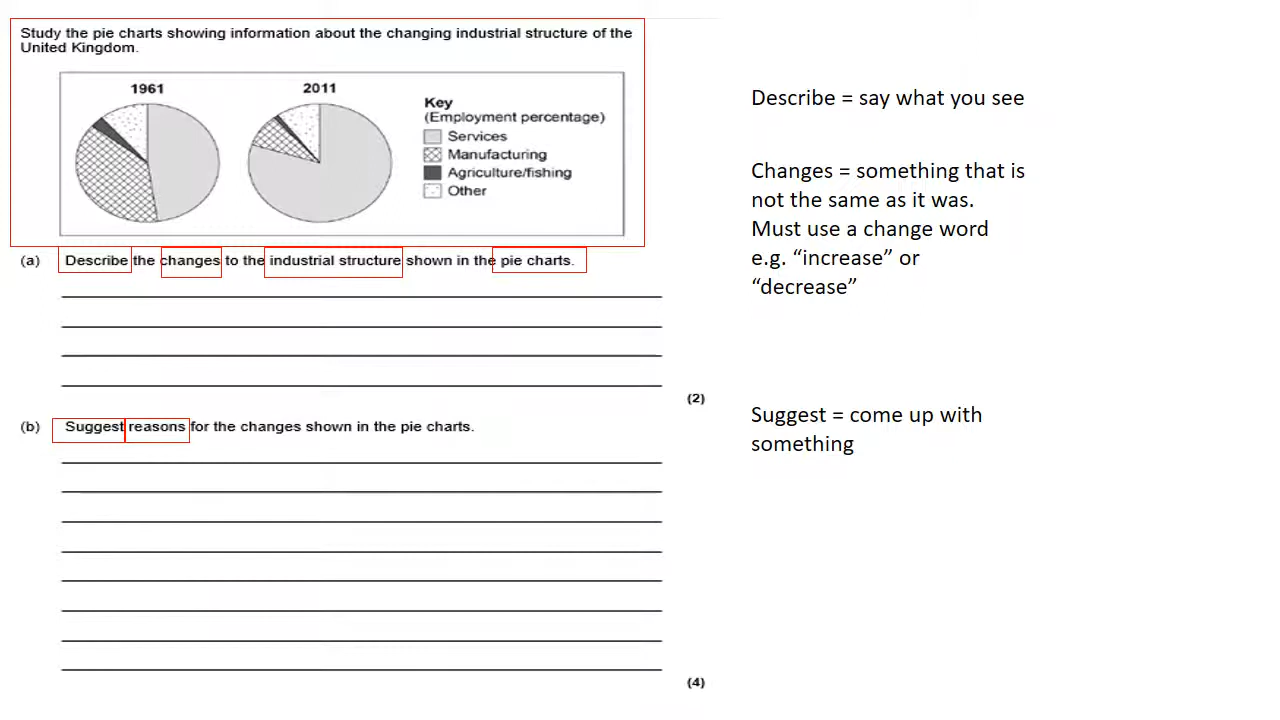 Study the pie charts showing information about the changing industrial structure of the
United Kingdom.
1961
2011
Key
(Employment percentage)
Services
Manufacturing
Agriculture/fishing
Other
(a) Describe the changes to the industrial structure shown in the pie charts.
(2)
(b) Suggest reasons for the changes shown in the pie charts.
(4)
Describe = say what you see
Changes = something that is
not the same as it was.
Must use a change word
e.g. “increase” or
“decrease”
Suggest = come up with
something